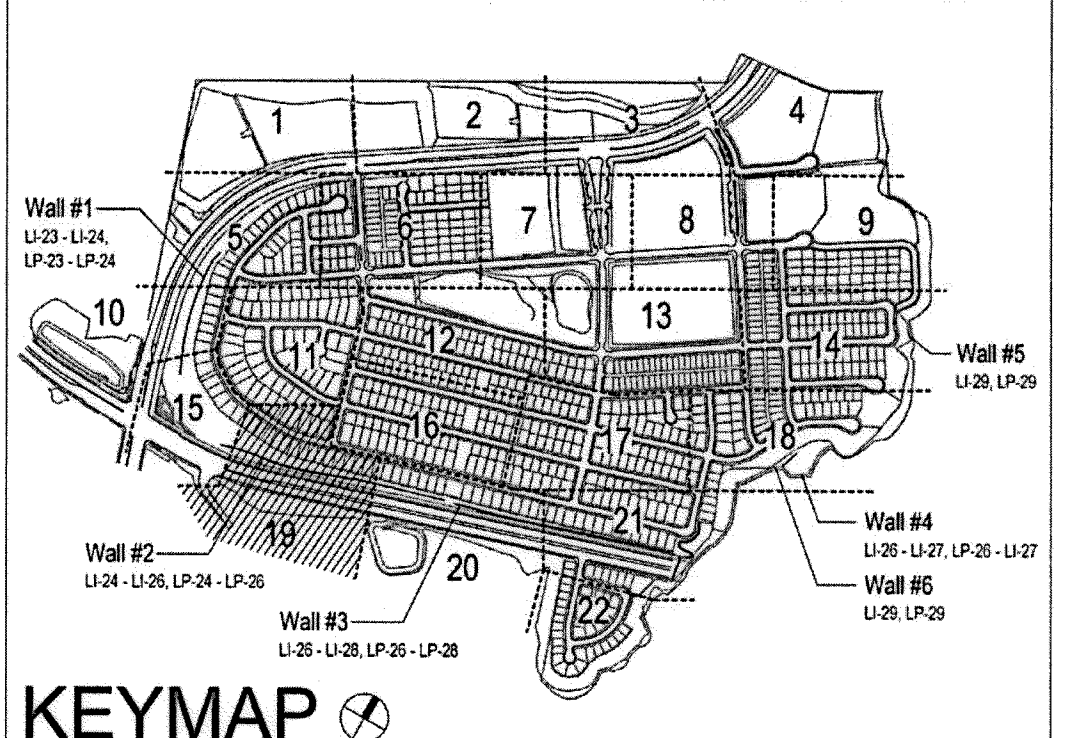 1
2
3
4
Wall #1
LI-23 - LI-24,
LP-23 - LP-24
5
6
7
8
9
10
11
12
13
14
Wall #5
LI-29, LP-29
15
16
17
18
Wall #4
LI-26 - LI-27, LP-26 - LI-27
Wall #2
LI-24 - LI-26, LP-24 - LP-26
19
20
21
Wall #6
LI-29, LP-29
22
Wall #3
LI-26 - LI-28, LP-26 - LP-28
KEYMAP